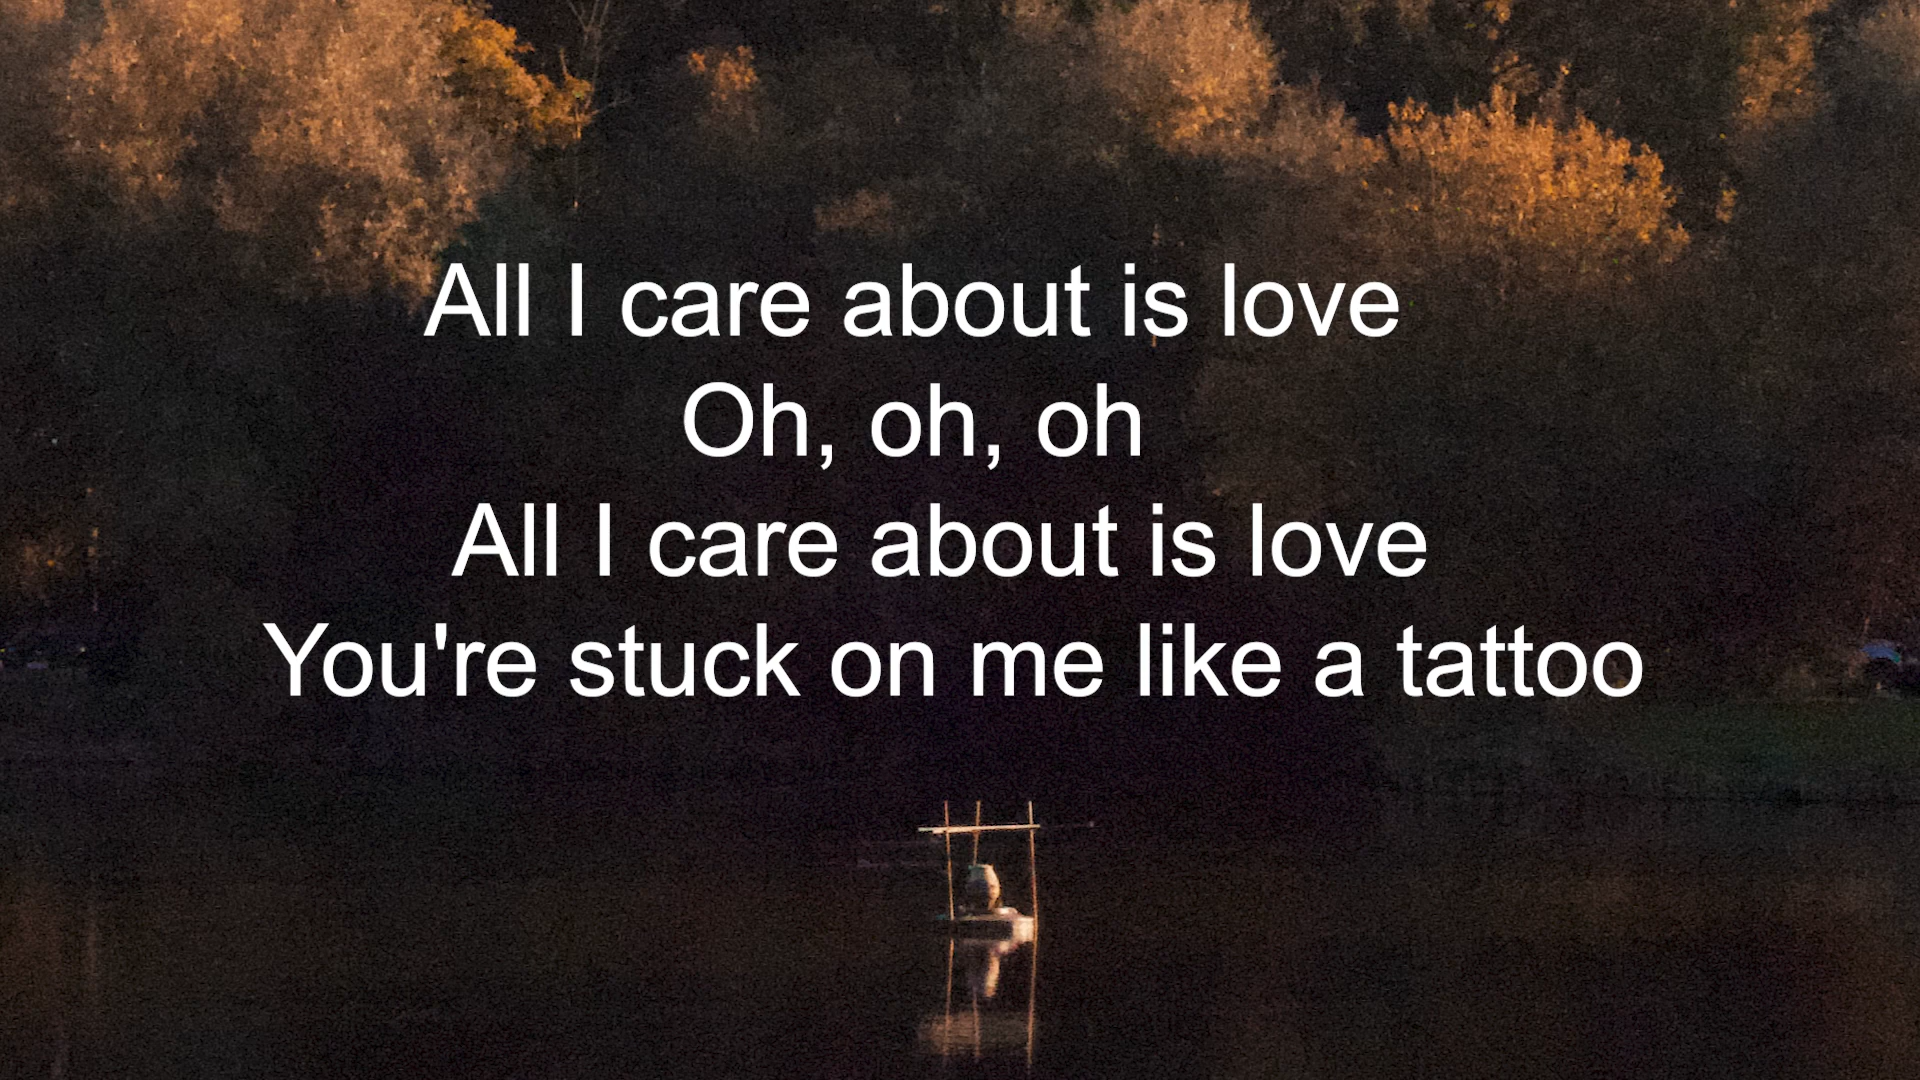 All I care about is love
Oh, oh, oh
All I care about is love
You're stuck on me like a tattoo